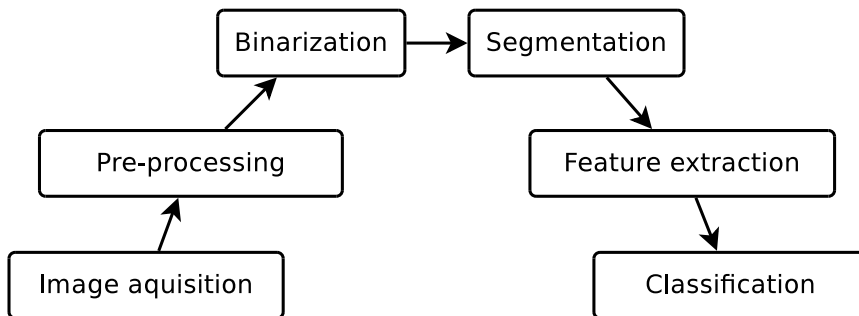 Binarization
Segmentation
Pre-processing
Feature extraction
Image aquisition
Classification